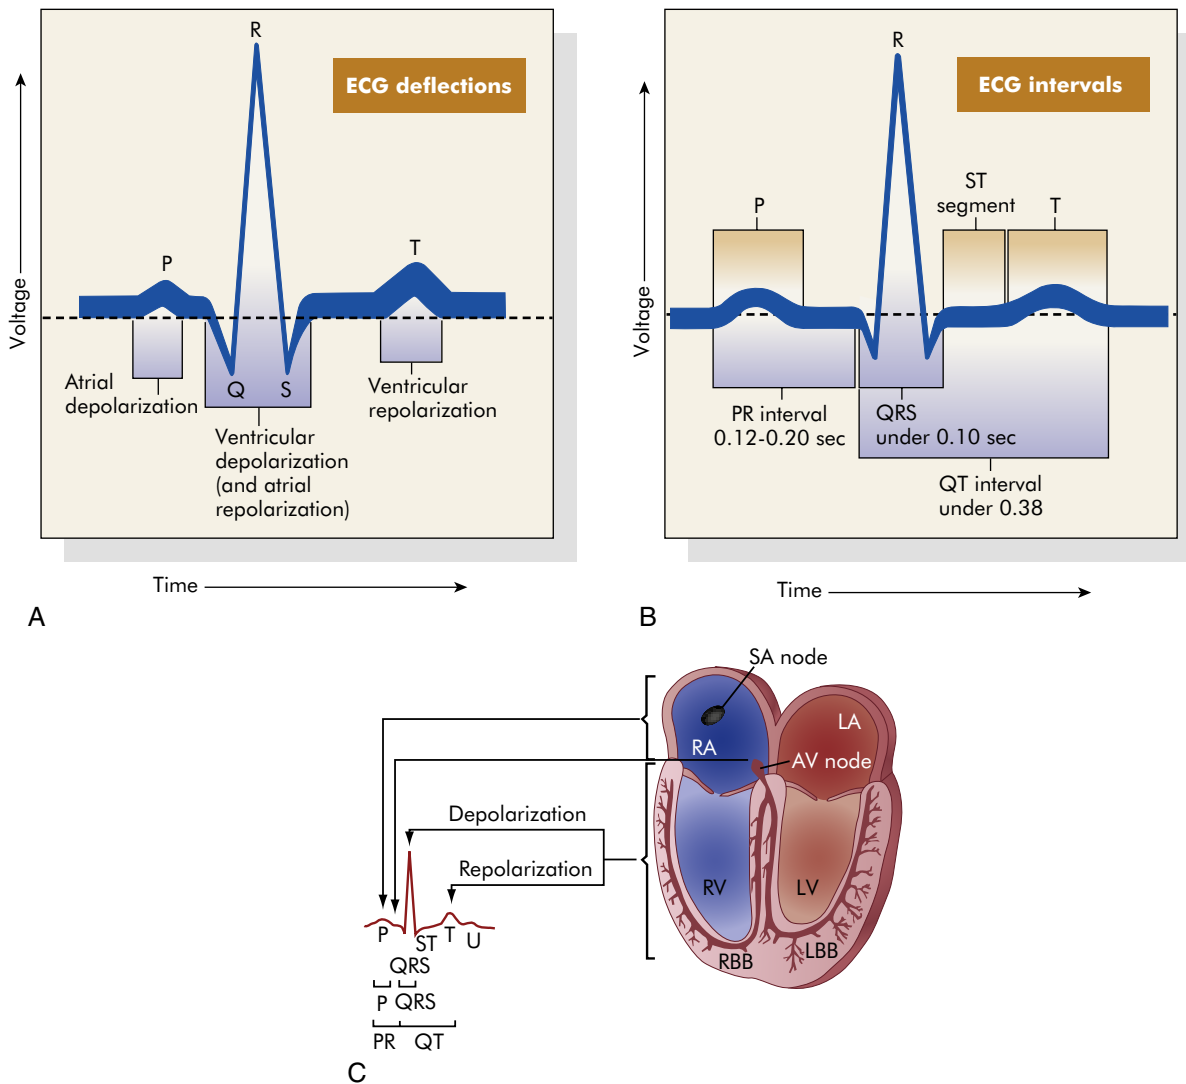 R
ECG deflections
P
T
Voltage
Q
S
Atrial
depolarization
Ventricular
repolarization
Ventricular
depolarization
(and atrial
repolarization)
Time
A
R
ECG intervals
ST
segment
P
T
Voltage
PR interval
0.12-0.20 sec
QRS
under 0.10 sec
QT interval
under 0.38
Time
B
SA node
LA
RA
AV node
Depolarization
Repolarization
RV
LV
RBB
LBB
P
ST
T
U
QRS
P
QRS
PR
QT
C